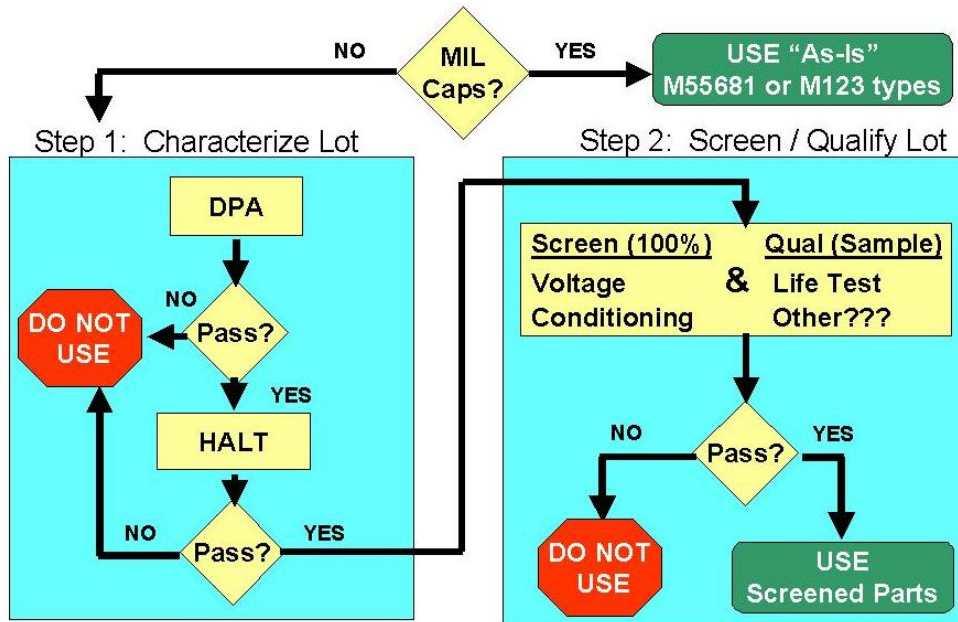 MIL
Caps?
NO
YES
USE “As-Is”
M55681 or M123 types
Step 1: Characterize Lot
DPA
NO
Pass?
DO NOT
USE
YES
HALT
NO
Pass?
YES
Step 2: Screen / Qualify Lot
Screen (100%) & Qual (Sample)
Voltage Life Test
Conditioning Other???
NO
Pass?
YES
DO NOT
USE
USE
Screened Parts